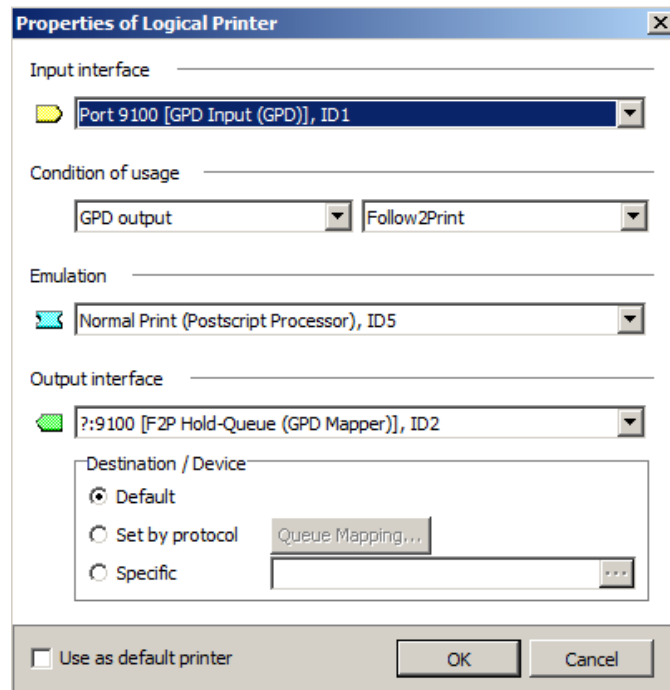 Properties of Logical Printer
Input interface
Port 9100 [GPD Input (GPD)], ID1
Condition of usage
GPD output Follow2Print
Emulation
Normal Print (Postscript Processor), ID5
Output interface
?:9100 [F2P Hold-Queue (GPD Mapper)], ID2
Destination / Device
Default
Set by protocol Queue Mapping...
Specific ...
Use as default printer OK Cancel